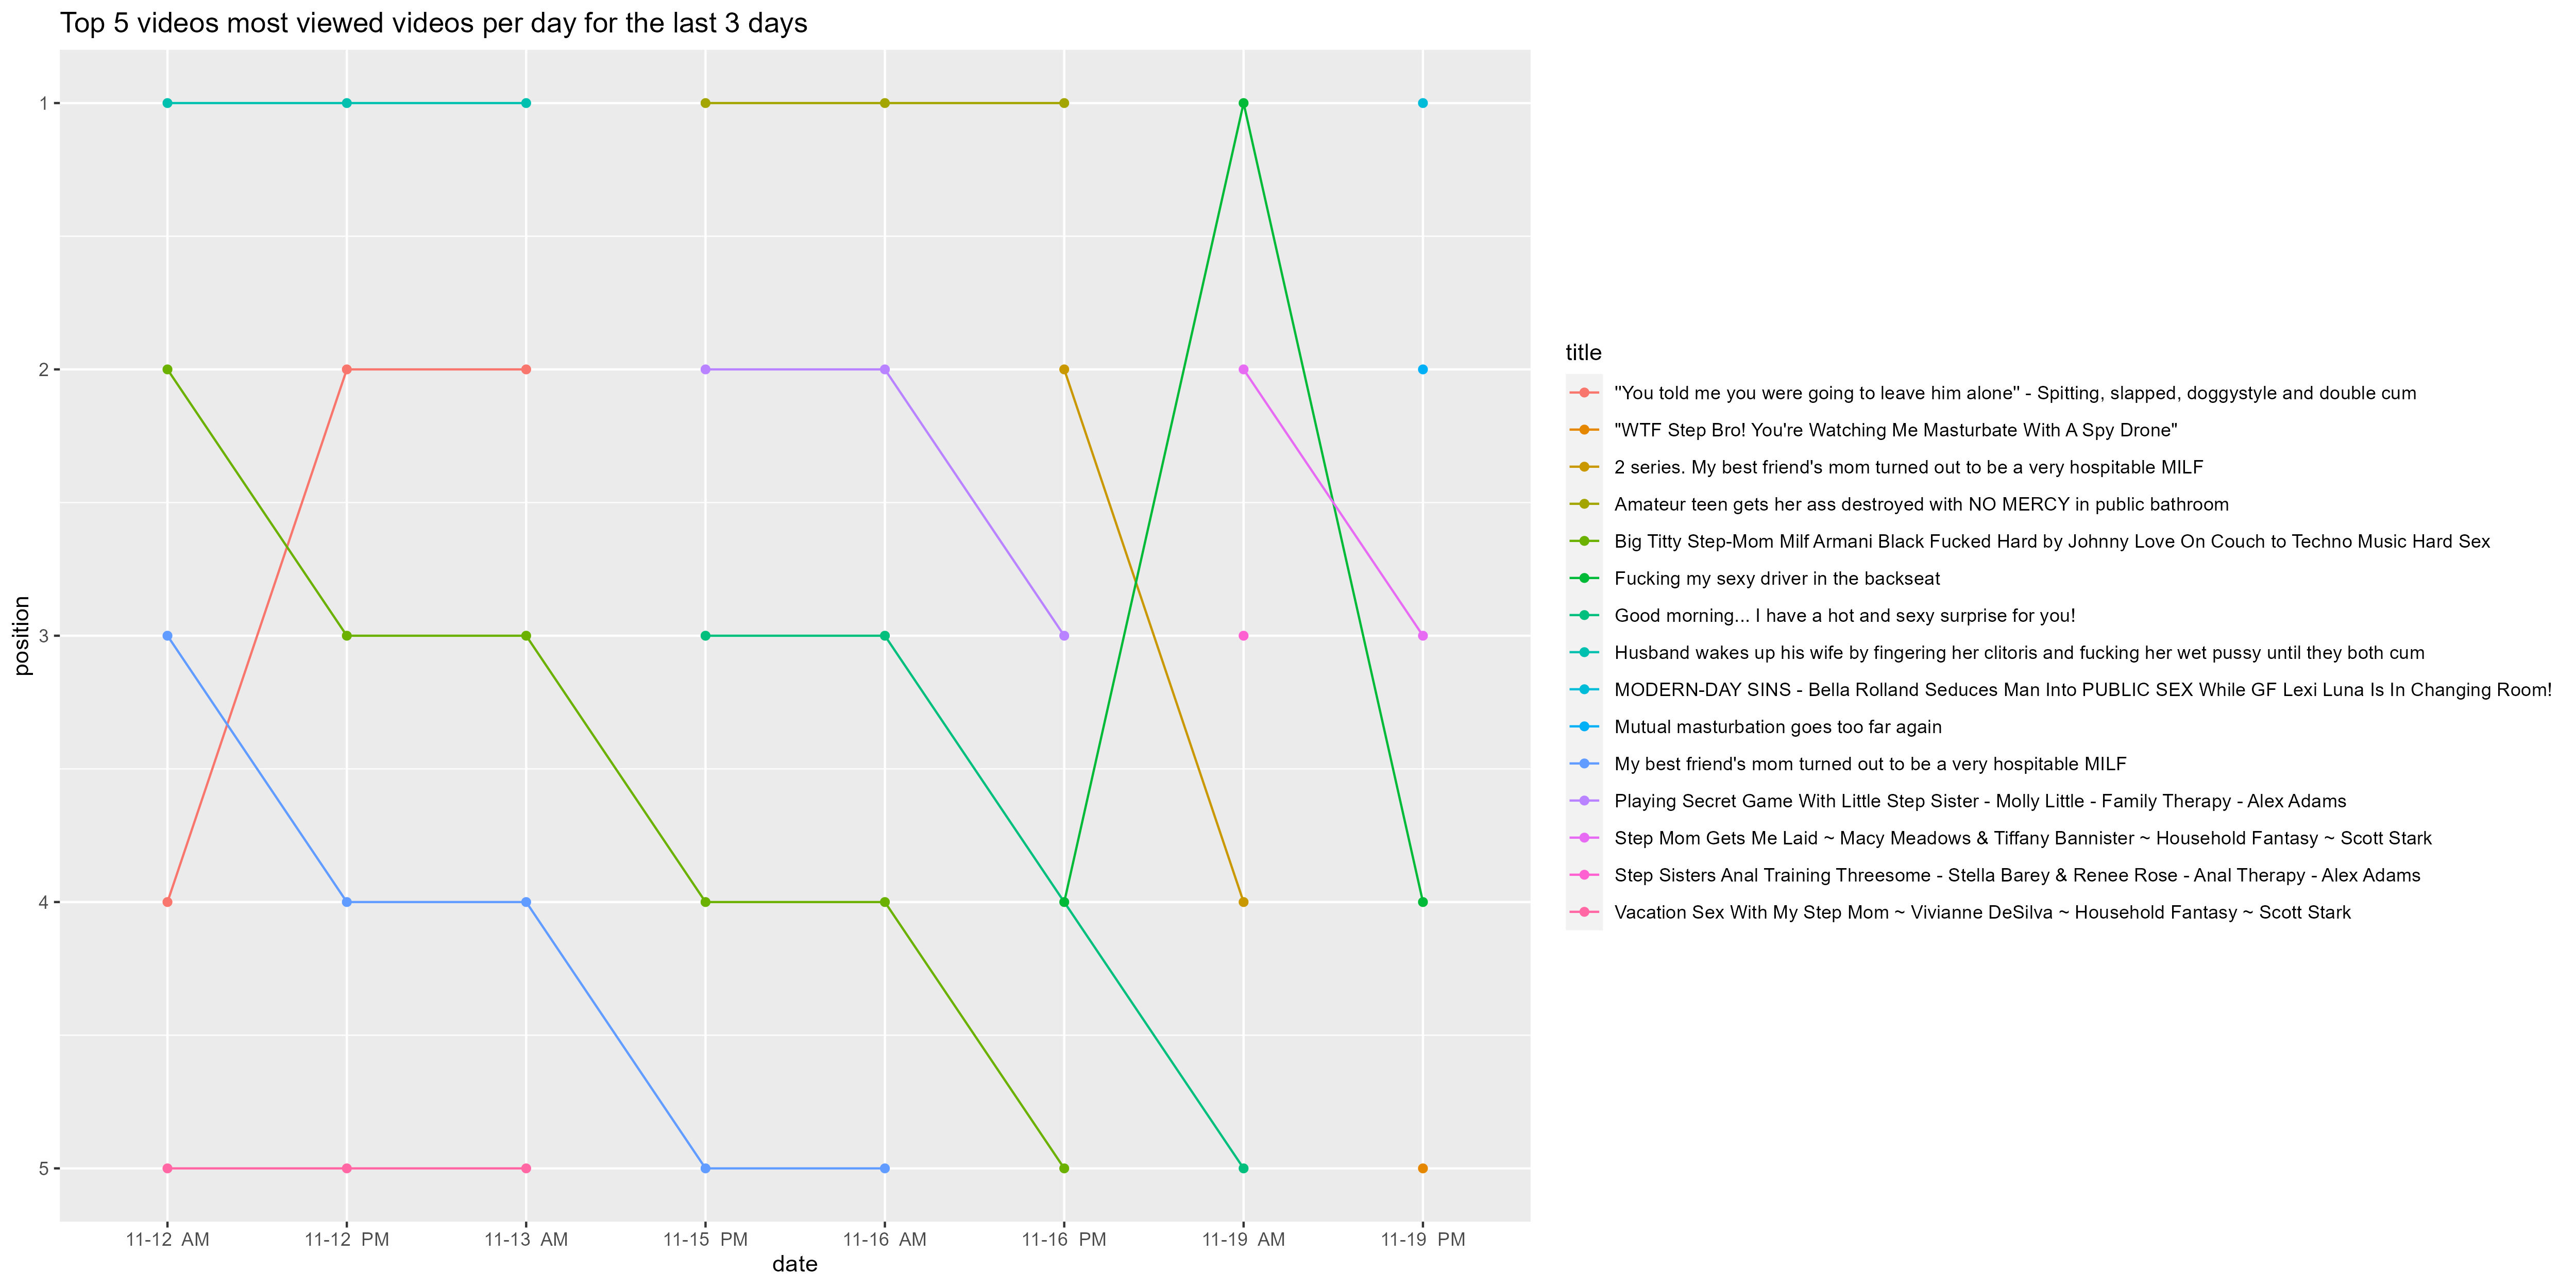 Top 5 videos most viewed videos per day for the last 3 days
1
2
3
4
5
position
11-12 AM
11-12 PM
11-13 AM
11-15 PM
11-16 AM
11-16 PM
11-19 AM
11-19 PM
date
title
"You told me you were going to leave him alone" - Spitting, slapped, doggystyle and double cum
"WTF Step Bro! You're Watching Me Masturbate With A Spy Drone"
2 series. My best friend's mom turned out to be a very hospitable MILF
Amateur teen gets her ass destroyed with NO MERCY in public bathroom
Big Titty Step-Mom Milf Armani Black Fucked Hard by Johnny Love On Couch to Techno Music Hard Sex
Fucking my sexy driver in the backseat
Good morning... I have a hot and sexy surprise for you!
Husband wakes up his wife by fingering her clitoris and fucking her wet pussy until they both cum
MODERN-DAY SINS - Bella Rolland Seduces Man Into PUBLIC SEX While GF Lexi Luna Is In Changing Room!
Mutual masturbation goes too far again
My best friend's mom turned out to be a very hospitable MILF
Playing Secret Game With Little Step Sister - Molly Little - Family Therapy - Alex Adams
Step Mom Gets Me Laid ~ Macy Meadows & Tiffany Bannister ~ Household Fantasy ~ Scott Stark
Step Sisters Anal Training Threesome - Stella Barey & Renee Rose - Anal Therapy - Alex Adams
Vacation Sex With My Step Mom ~ Vivianne DeSilva ~ Household Fantasy ~ Scott Stark